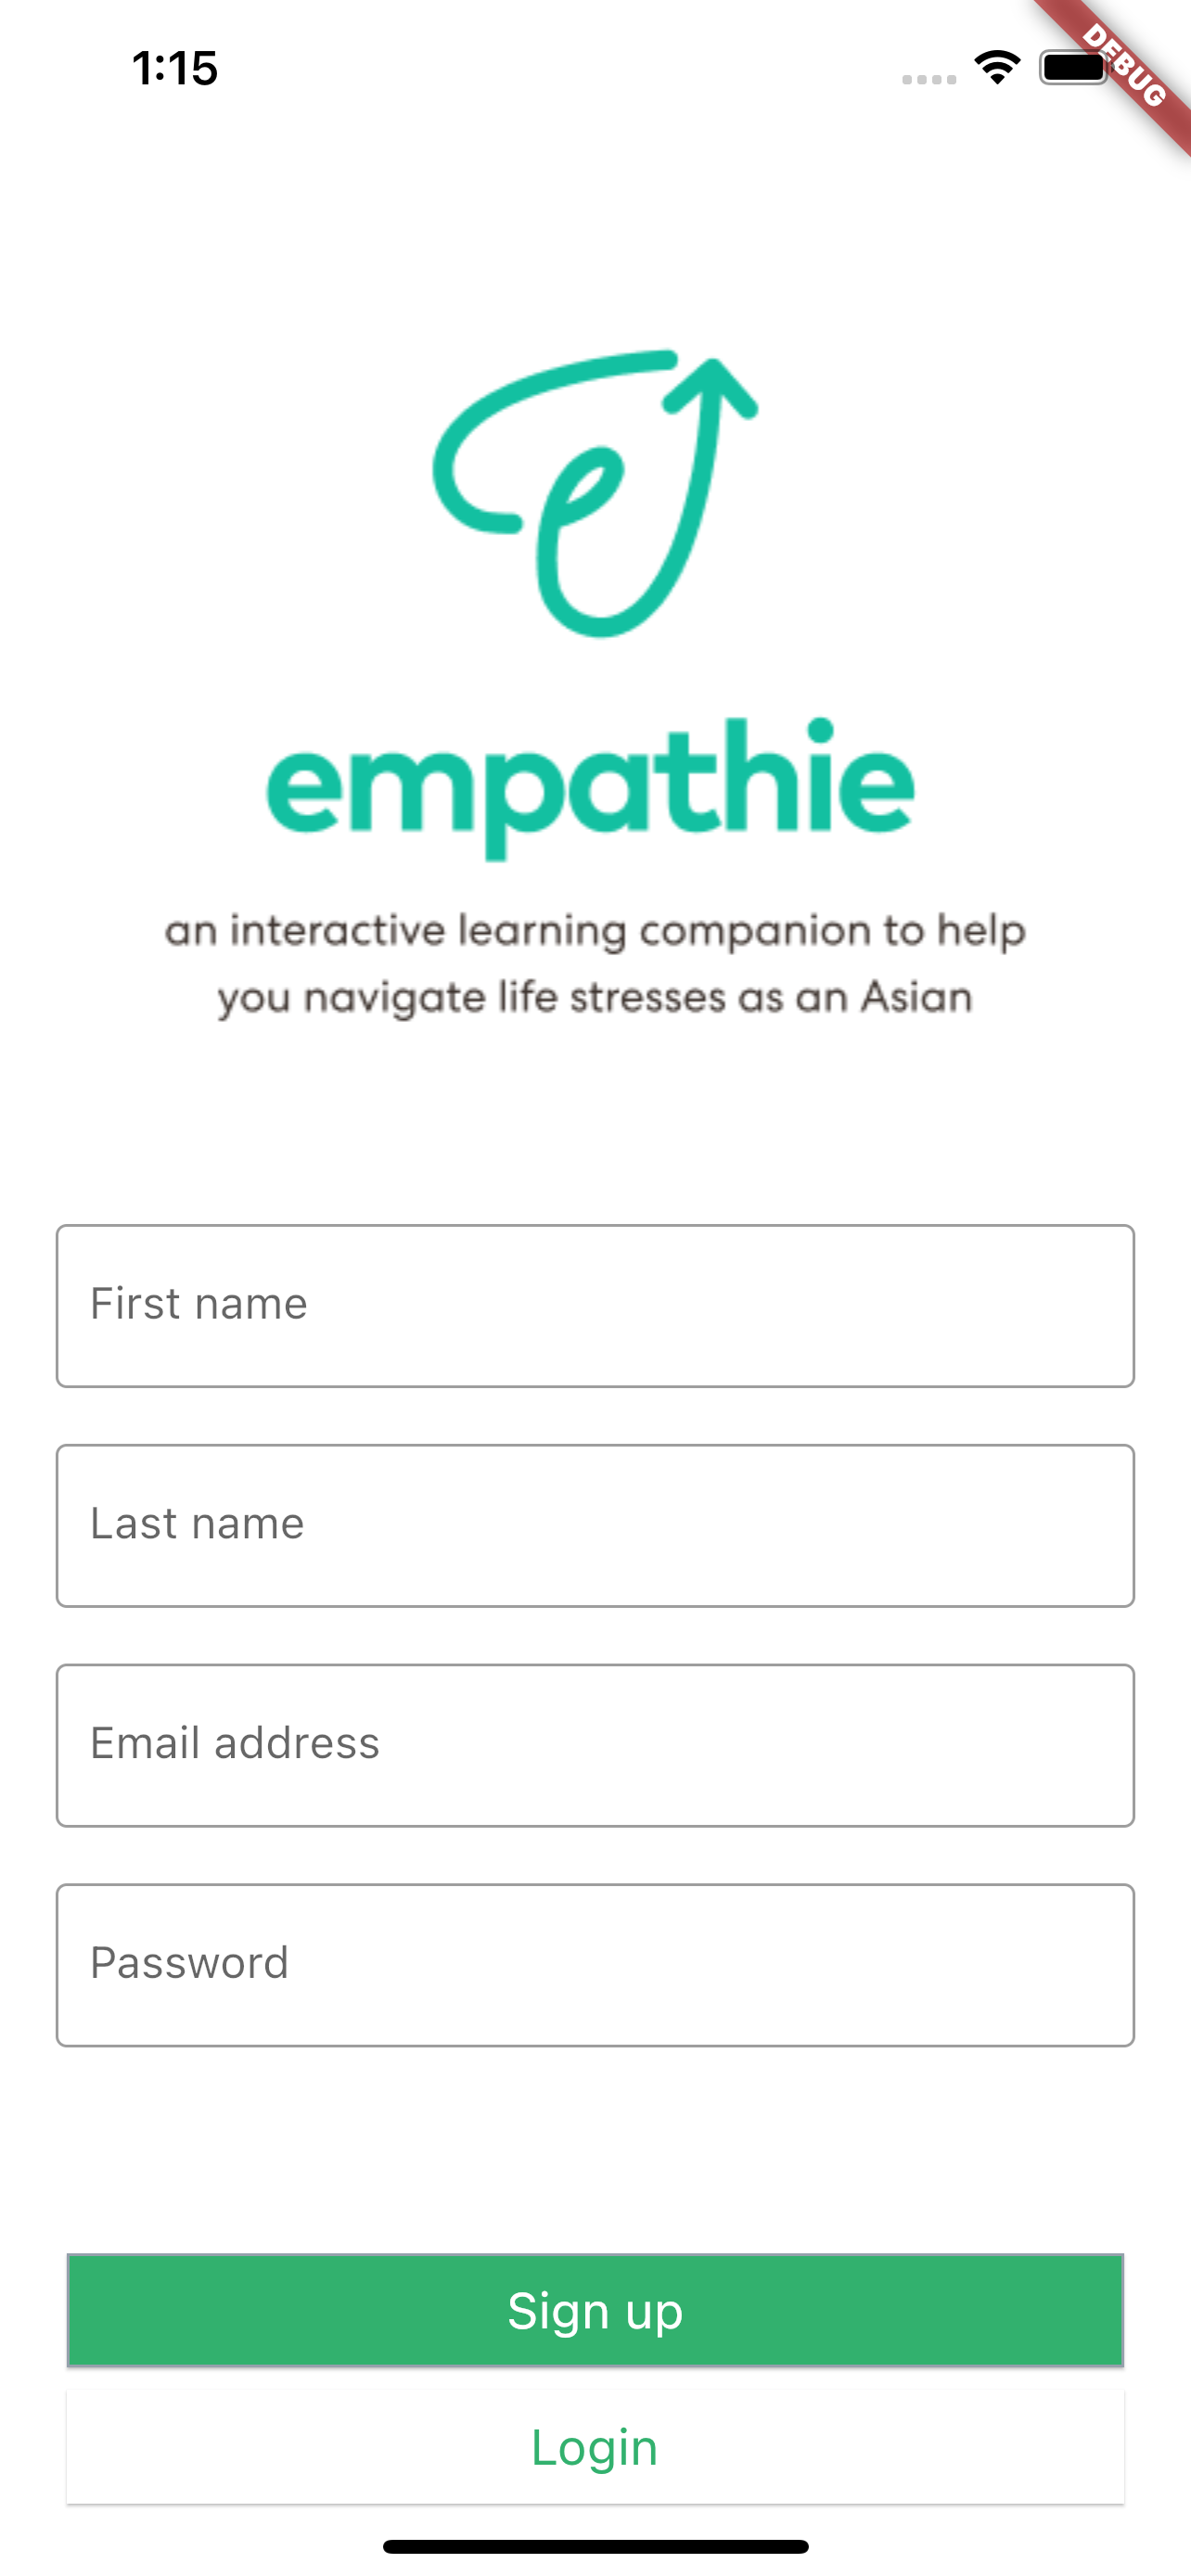 1:15
DEBUG
empathie
an interactive learning companion to help
you navigate life stresses as an Asian
First name
Last name
Email address
Password
Sign up
Login